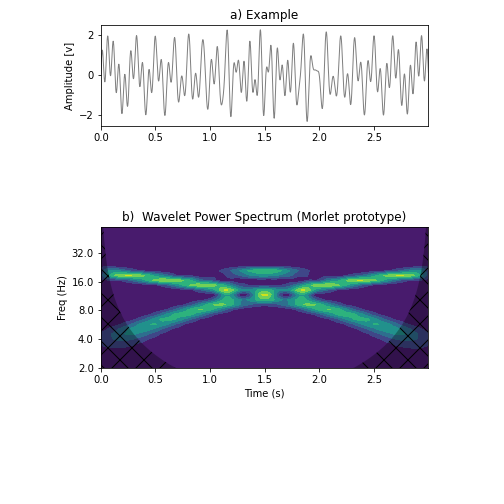 a) Example
Amplitude [v]
2
0
−2
0.0 0.5 1.0 1.5 2.0 2.5
b)  Wavelet Power Spectrum (Morlet prototype)
Freq (Hz)
32.0
16.0
8.0
4.0
2.0
0.0 0.5 1.0 1.5 2.0 2.5
Time (s)